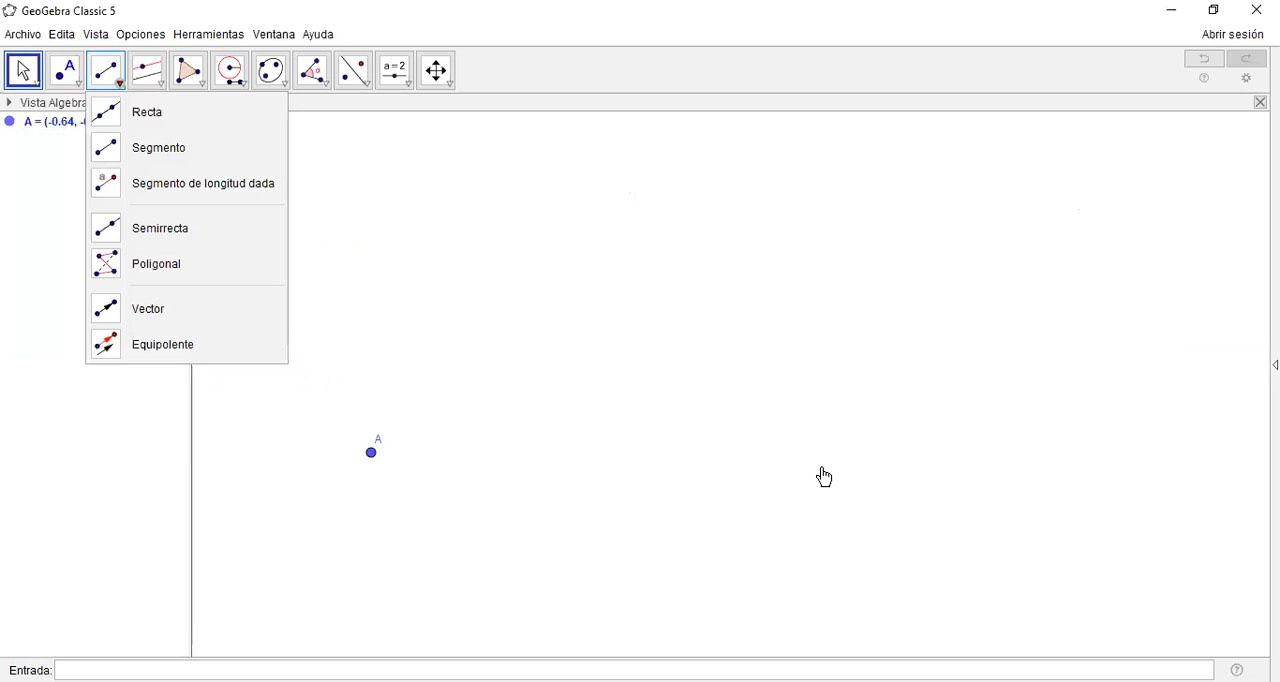 GeoGebra Classic 5
Archivo Edita Vista Opciones Herramientas Ventana Ayuda
Abrir sesión
A
α
a=2
Vista Algebra
A = (-0.64,
Recta
Segmento
a
Segmento de longitud dada
Semirrecta
Poligonal
Vector
Equipolente
A
Entrada: